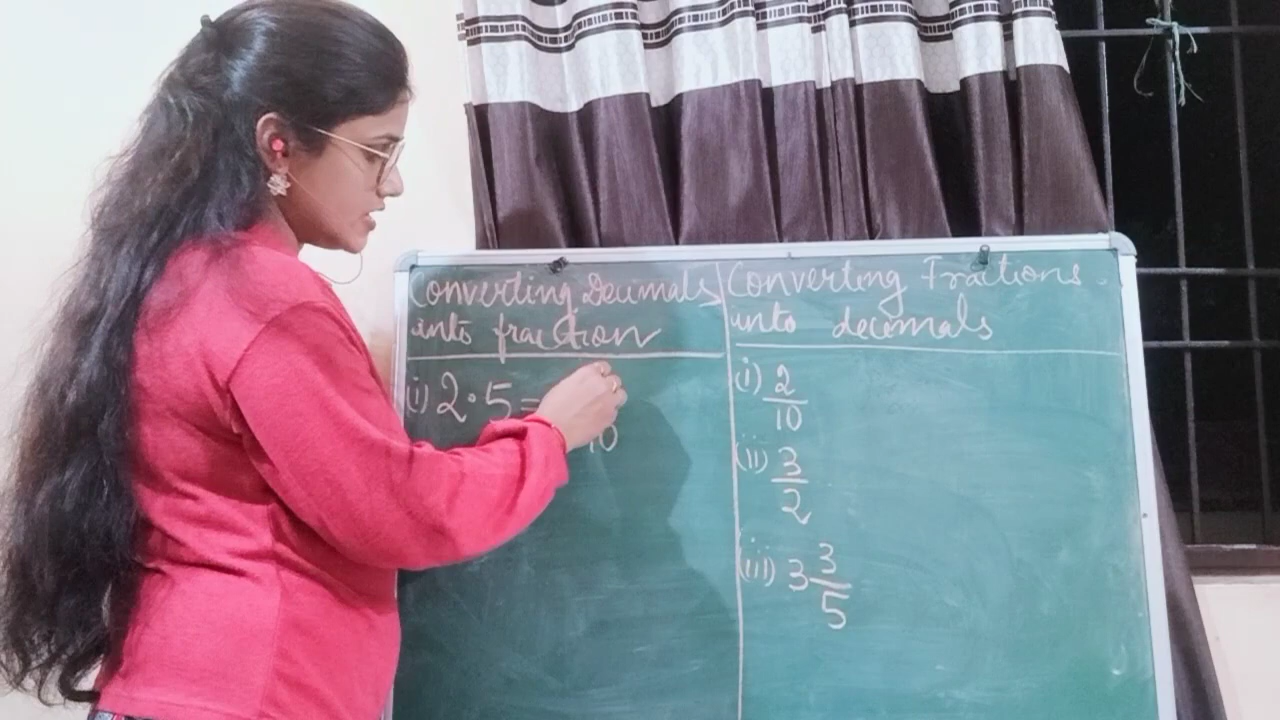 Converting Decimals
into fraction
(i) 2.5 =
10
Converting Fractions
into decimals
(i) 2/10
(ii) 3/2
(iii) 3 3/5